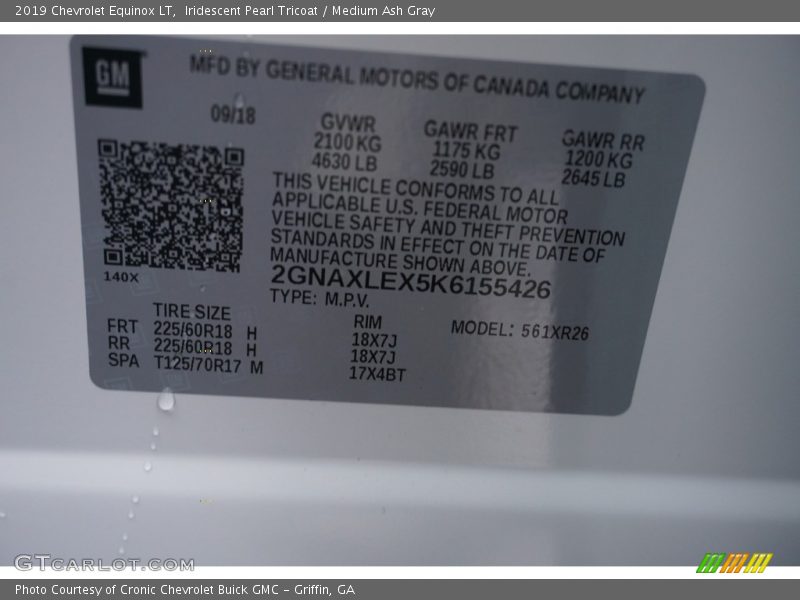 2019 Chevrolet Equinox LT,  Iridescent Pearl Tricoat / Medium Ash Gray
GM
MFD BY GENERAL MOTORS OF CANADA COMPANY
09/18
GVWR GAWR FRT GAWR RR
2100 KG 1175 KG 1200 KG
4630 LB 2590 LB 2645 LB
THIS VEHICLE CONFORMS TO ALL
APPLICABLE U.S. FEDERAL MOTOR
VEHICLE SAFETY AND THEFT PREVENTION
STANDARDS IN EFFECT ON THE DATE OF
MANUFACTURE SHOWN ABOVE.
140X
2GNAXLEX5K6155426
TYPE: M.P.V.
TIRE SIZE RIM MODEL: 561XR26
FRT 225/60R18 H 18X7J
RR 225/60R18 H 18X7J
SPA T125/70R17 M 17X4BT
GTCARLOT.COM
Photo Courtesy of Cronic Chevrolet Buick GMC - Griffin, GA